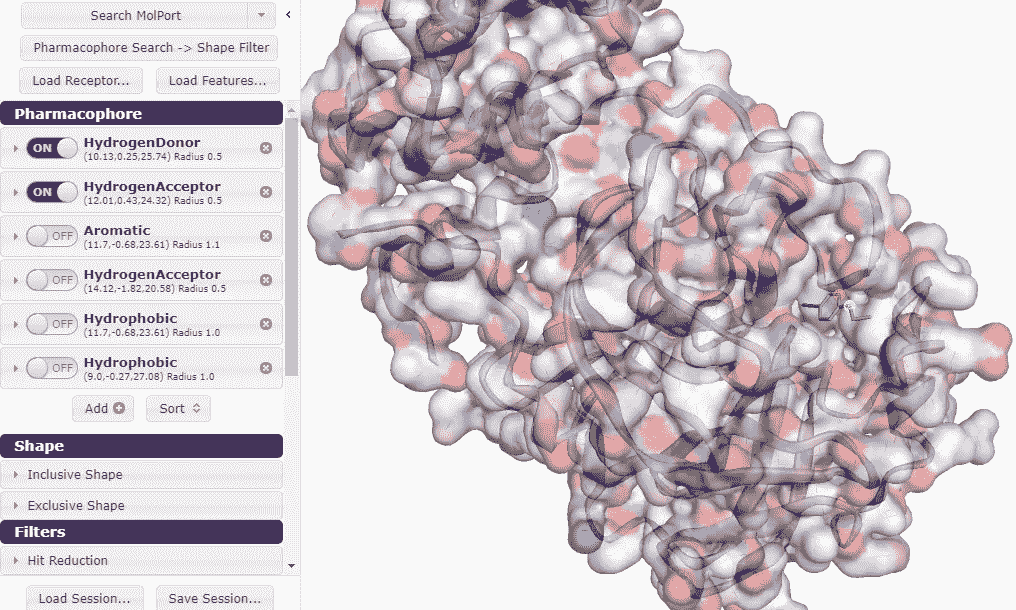 Search MolPort
Pharmacophore Search -> Shape Filter
Load Receptor...
Load Features...
Pharmacophore
ON
HydrogenDonor
(10.13,0.25,25.74) Radius 0.5
ON
HydrogenAcceptor
(12.01,0.43,24.32) Radius 0.5
OFF
Aromatic
(11.7,-0.68,23.61) Radius 1.1
OFF
HydrogenAcceptor
(14.12,-1.82,20.58) Radius 0.5
OFF
Hydrophobic
(11.7,-0.68,23.61) Radius 1.0
OFF
Hydrophobic
(9.0,-0.27,27.08) Radius 1.0
Add
Sort
Shape
Inclusive Shape
Exclusive Shape
Filters
Hit Reduction
Load Session...
Save Session...